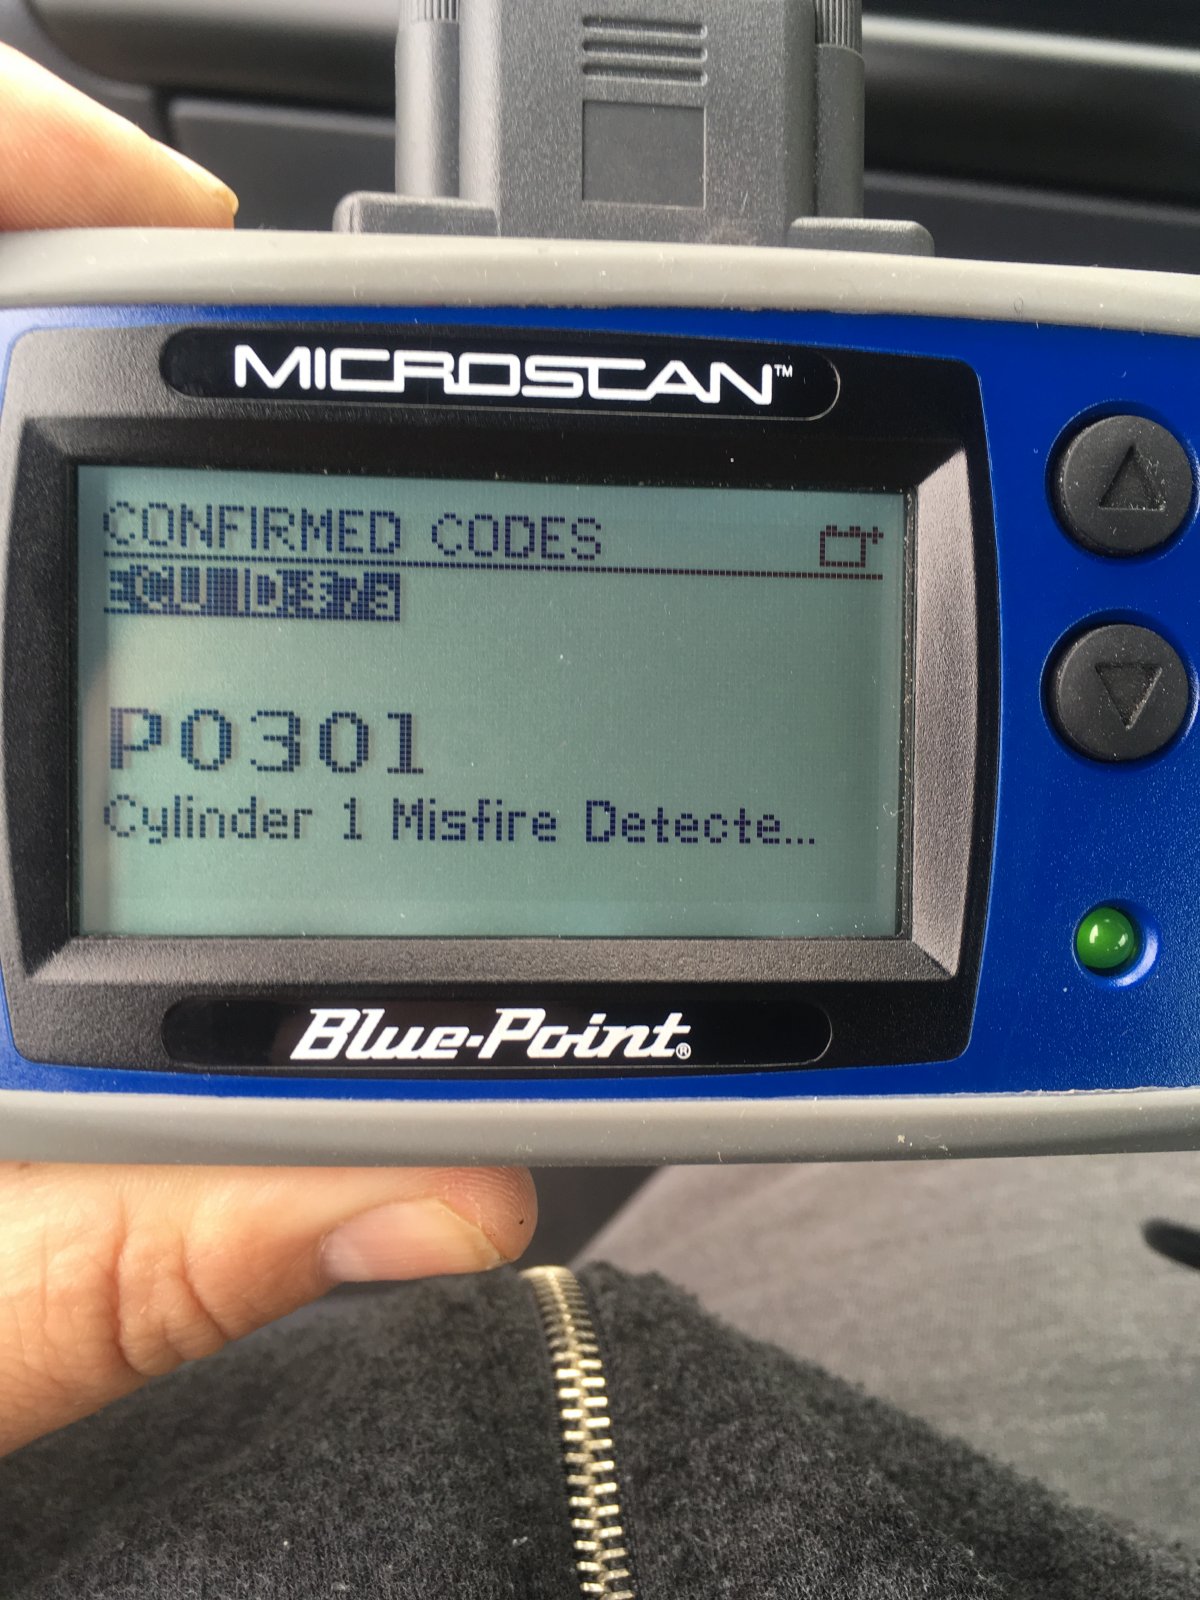 MICROSCAN™
CONFIRMED CODES
P0301
Cylinder 1 Misfire Detecte...
Blue-Point®